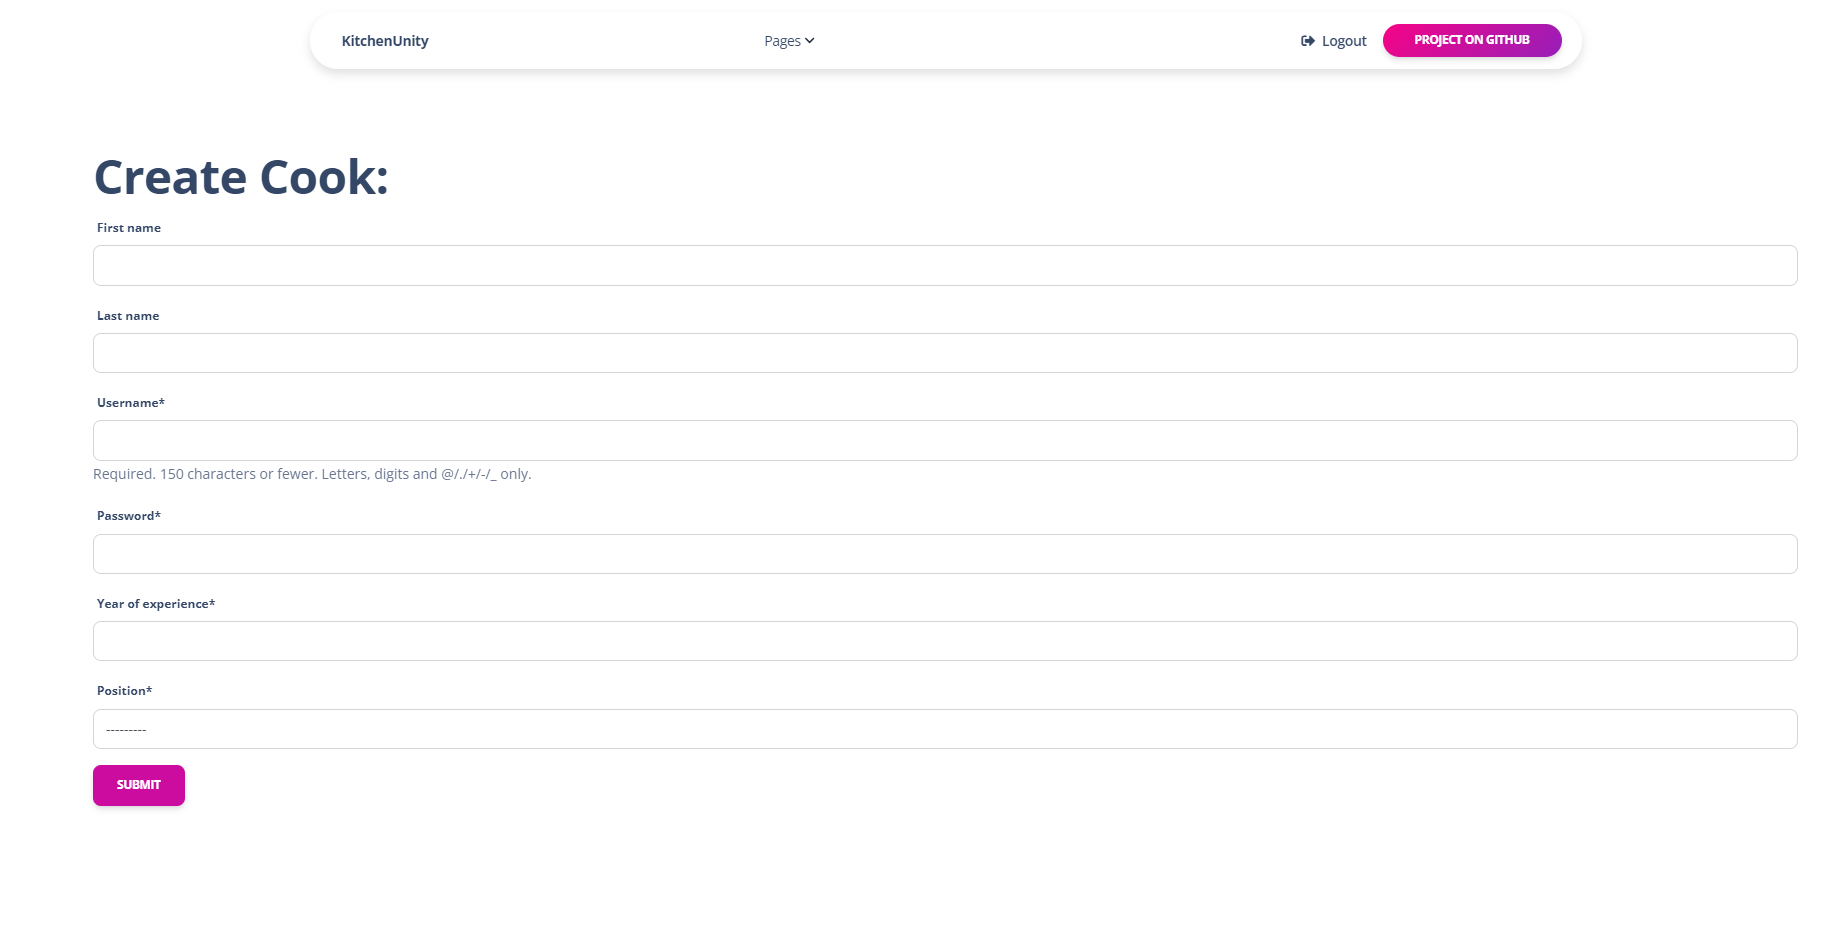 KitchenUnity
Pages
Logout
PROJECT ON GITHUB
Create Cook:
First name
Last name
Username*
Required. 150 characters or fewer. Letters, digits and @/./+/-/_ only.
Password*
Year of experience*
Position*
---------
SUBMIT